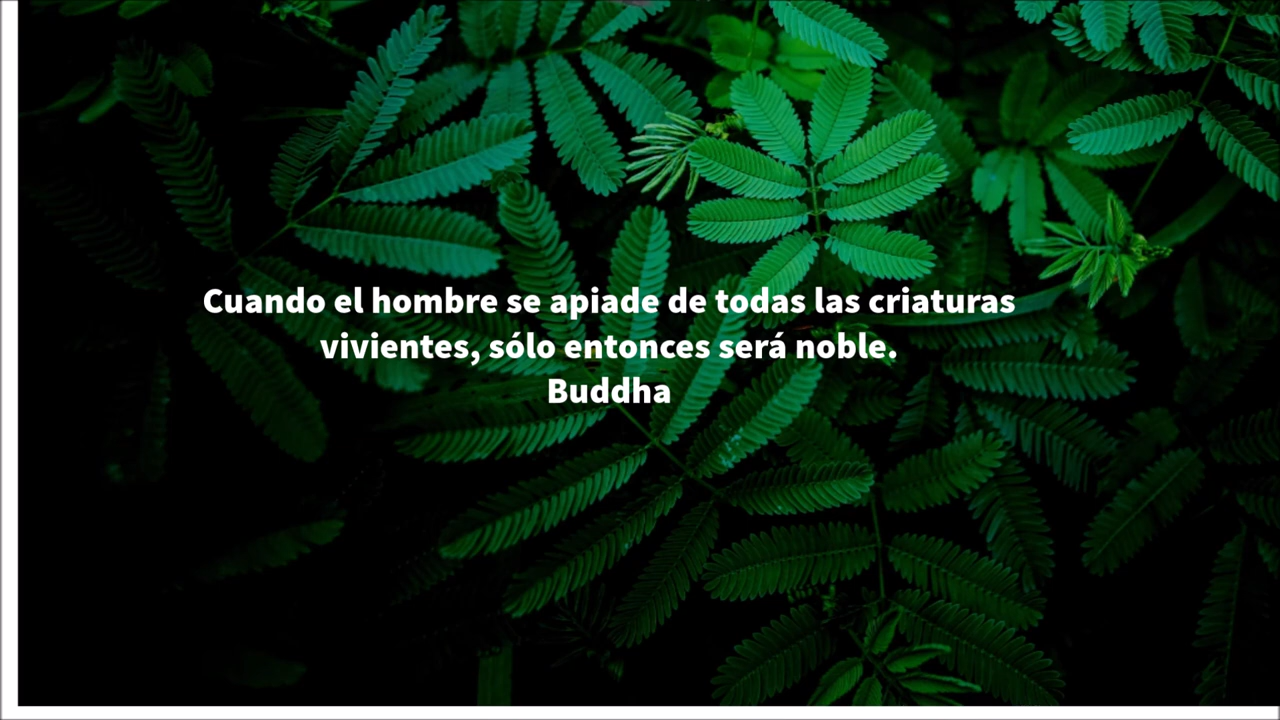 Cuando el hombre se apiade de todas las criaturas
vivientes, sólo entonces será noble.
Buddha